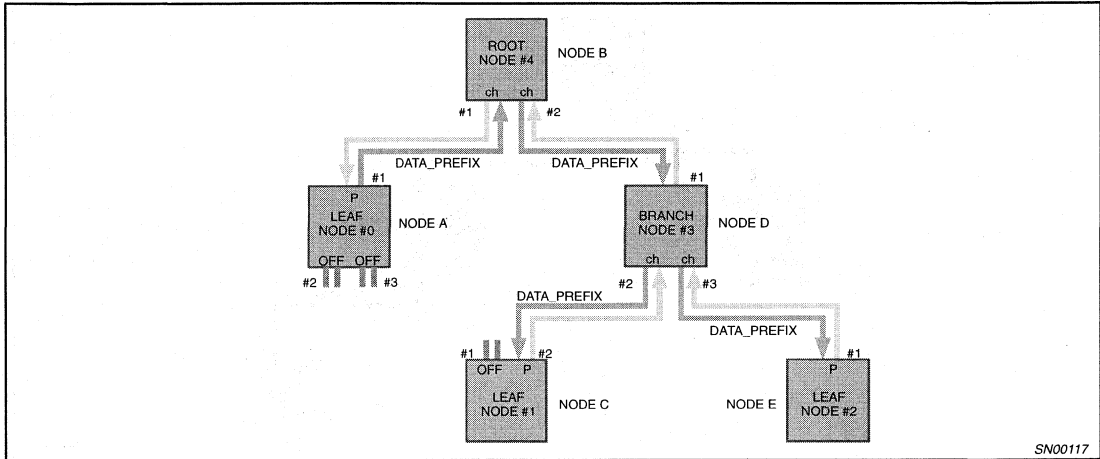 ROOT
NODE #4
NODE B
ch ch
#1 #2
DATA_PREFIX DATA_PREFIX
#1 #1
P
LEAF
NODE #0
NODE A
OFF OFF
#2 #3
BRANCH
NODE #3
NODE D
ch ch
#2 #3
DATA_PREFIX
DATA_PREFIX
#1 #2 #1
OFF P
LEAF
NODE #1
NODE C
NODE E
P
LEAF
NODE #2
SN00117